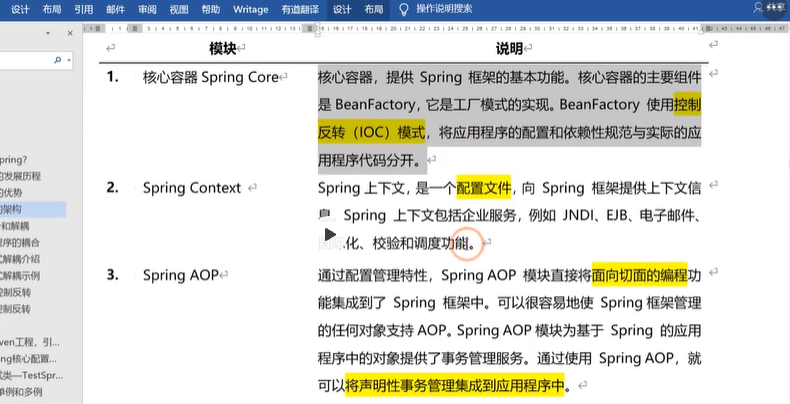 设计 布局 引用 邮件 审阅 视图 帮助 Writage 有道翻译 设计 布局 操作说明搜索 共享
模块 说明
1. 核心容器 Spring Core 核心容器，提供 Spring 框架的基本功能。核心容器的主要组件
是 BeanFactory，它是工厂模式的实现。BeanFactory 使用控制
反转（IOC）模式，将应用程序的配置和依赖性规范与实际的应
用程序代码分开。
2. Spring Context Spring 上下文，是一个配置文件，向 Spring 框架提供上下文信
息。Spring 上下文包括企业服务，例如 JNDI、EJB、电子邮件、
化、校验和调度功能。
3. Spring AOP 通过配置管理特性，Spring AOP 模块直接将面向切面的编程功
能集成到了 Spring 框架中。可以很容易地使 Spring 框架管理
的任何对象支持 AOP。Spring AOP 模块为基于 Spring 的应用
程序中的对象提供了事务管理服务。通过使用 Spring AOP，就
可以将声明性事务管理集成到应用程序中。
pring?
的发展历程
的优势
架构
和解耦
程序的耦合
解耦介绍
解耦示例
控制反转
控制反转
ven工程，引...
ng核心配置...
试类—TestSpr...
单例和多例